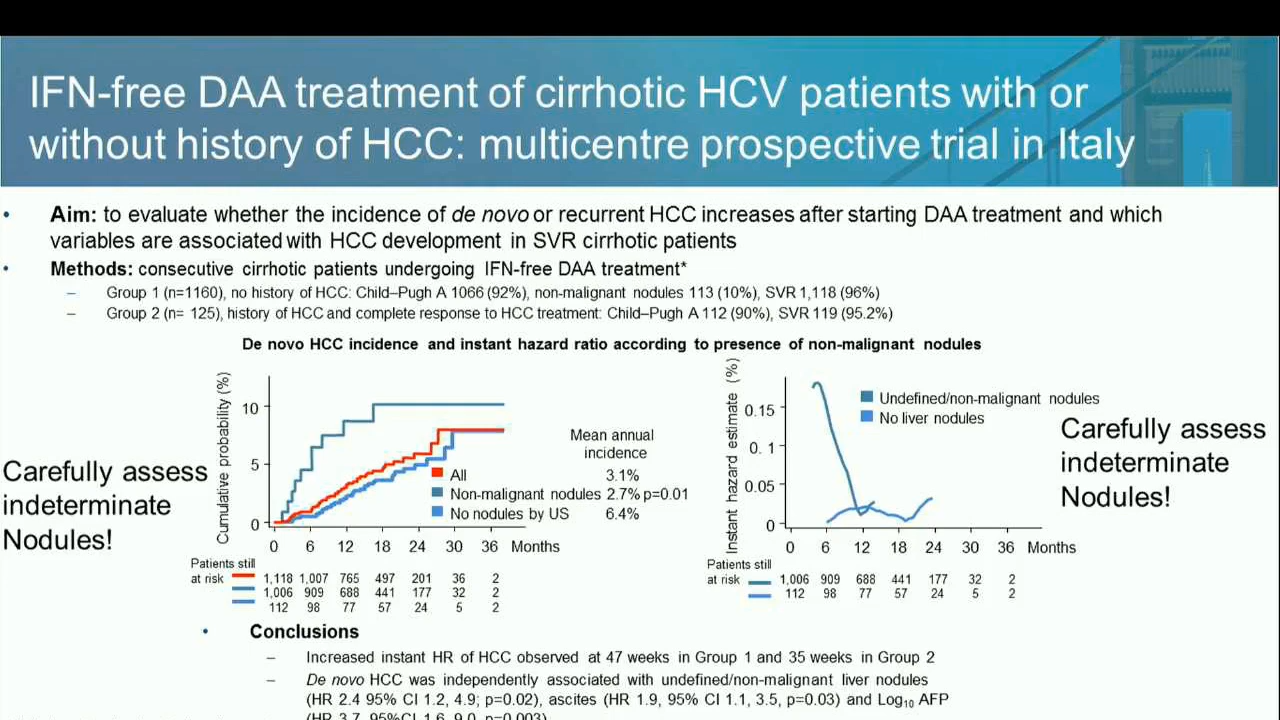 IFN-free DAA treatment of cirrhotic HCV patients with or
without history of HCC: multicentre prospective trial in Italy
• Aim: to evaluate whether the incidence of de novo or recurrent HCC increases after starting DAA treatment and which
variables are associated with HCC development in SVR cirrhotic patients
• Methods: consecutive cirrhotic patients undergoing IFN-free DAA treatment*
– Group 1 (n=1160), no history of HCC: Child–Pugh A 1066 (92%), non-malignant nodules 113 (10%), SVR 1,118 (96%)
– Group 2 (n= 125), history of HCC and complete response to HCC treatment: Child–Pugh A 112 (90%), SVR 119 (95.2%)
De novo HCC incidence and instant hazard ratio according to presence of non-malignant nodules
Carefully assess
indeterminate
Nodules!
Cumulative probability (%)
10
5
0
0 6 12 18 24 30 36 Months
Mean annual
incidence
All 3.1%
Non-malignant nodules 2.7% p=0.01
No nodules by US 6.4%
Patients still
at risk
1,118 1,007 765 497 201 36 2
1,006 909 688 441 177 32 2
112 98 77 57 24 5 2
Instant hazard estimate (%)
0.15
0. 1
0.05
0
0 6 12 18 24 30 36 Months
Undefined/non-malignant nodules
No liver nodules
Patients still
at risk
1,006 909 688 441 177 32 2
112 98 77 57 24 5 2
Carefully assess
indeterminate
Nodules!
• Conclusions
– Increased instant HR of HCC observed at 47 weeks in Group 1 and 35 weeks in Group 2
– De novo HCC was independently associated with undefined/non-malignant liver nodules
(HR 2.4 95% CI 1.2, 4.9; p=0.02), ascites (HR 1.9, 95% CI 1.1, 3.5, p=0.03) and Log10 AFP
(HR 3.7, 95%CI 1.6, 9.0, p=0.003)